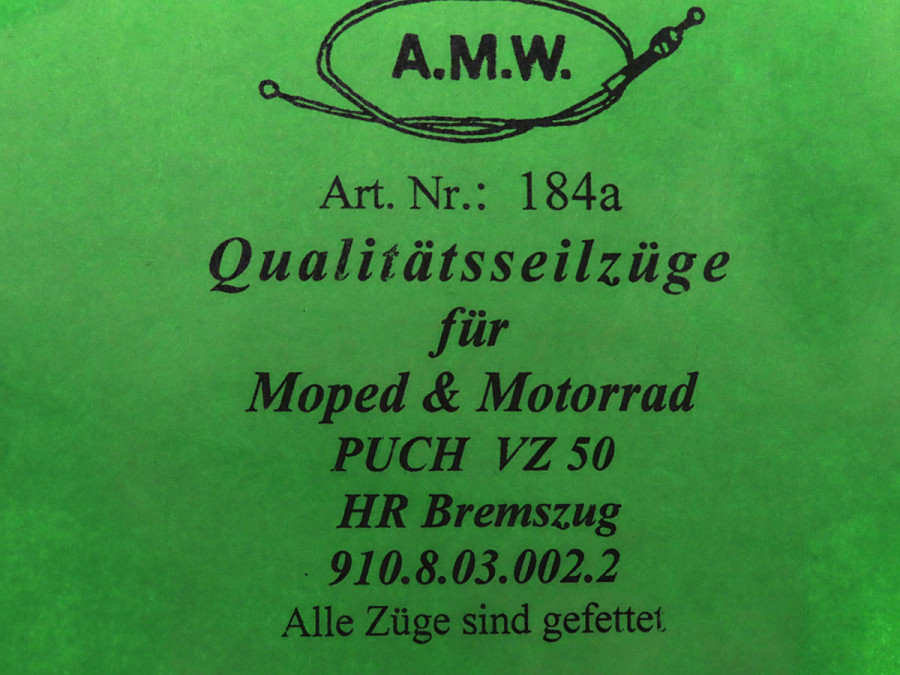 A.M.W.
Art. Nr.: 184a
Qualitätsseilzüge
für
Moped & Motorrad
PUCH VZ 50
HR Bremszug
910.8.03.002.2
Alle Züge sind gefettet